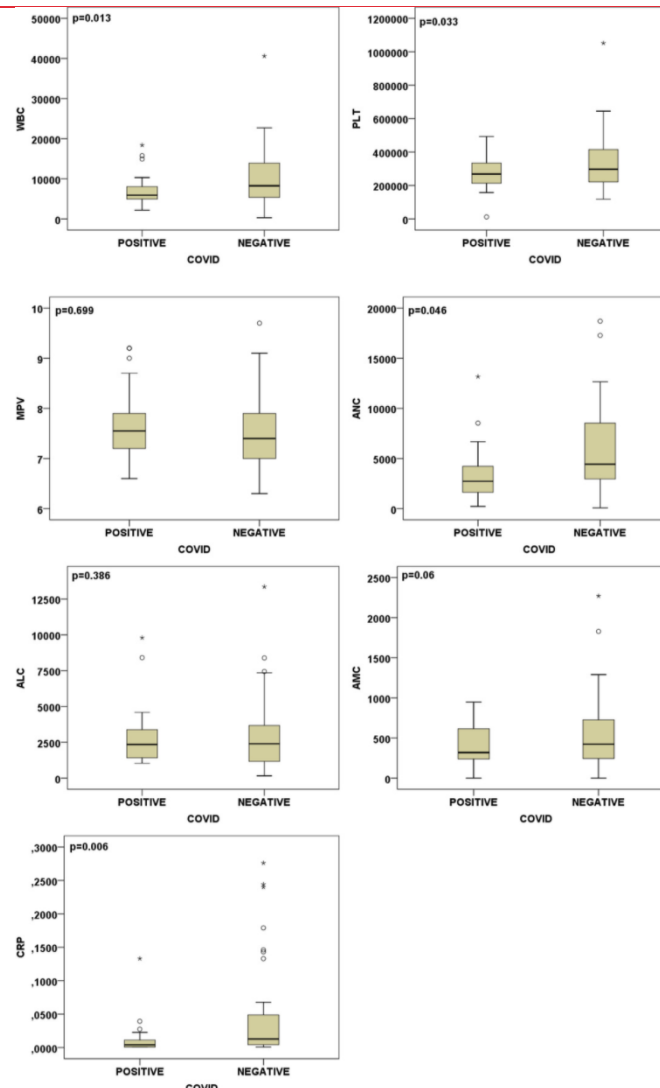 p=0.013
50000
40000
30000
20000
10000
0
WBC
POSITIVE NEGATIVE
COVID
p=0.033
1200000
1000000
800000
600000
400000
200000
0
PLT
POSITIVE NEGATIVE
COVID
p=0.699
10
9
8
7
6
MPV
POSITIVE NEGATIVE
COVID
p=0.046
20000
15000
10000
5000
0
ANC
POSITIVE NEGATIVE
COVID
p=0.386
12500
10000
7500
5000
2500
0
ALC
POSITIVE NEGATIVE
COVID
p=0.06
2500
2000
1500
1000
500
0
AMC
POSITIVE NEGATIVE
COVID
p=0.006
,3000
,2500
,2000
,1500
,1000
,0500
,0000
CRP
POSITIVE NEGATIVE
COVID